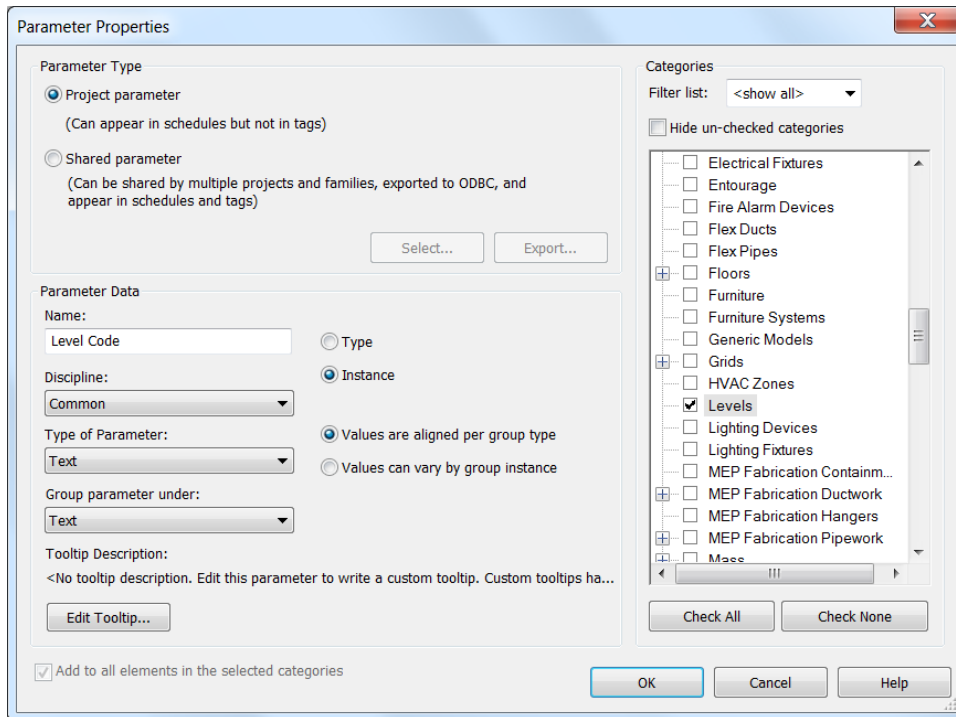 Parameter Properties
Parameter Type
Project parameter
(Can appear in schedules but not in tags)
Shared parameter
(Can be shared by multiple projects and families, exported to ODBC, and
appear in schedules and tags)
Select...
Export...
Parameter Data
Name:
Level Code
Type
Instance
Discipline:
Common
Type of Parameter:
Text
Values are aligned per group type
Values can vary by group instance
Group parameter under:
Text
Tooltip Description:
<No tooltip description. Edit this parameter to write a custom tooltip. Custom tooltips ha...
Edit Tooltip...
Add to all elements in the selected categories
Categories
Filter list:
<show all>
Hide un-checked categories
Electrical Fixtures
Entourage
Fire Alarm Devices
Flex Ducts
Flex Pipes
Floors
Furniture
Furniture Systems
Generic Models
Grids
HVAC Zones
Levels
Lighting Devices
Lighting Fixtures
MEP Fabrication Containm...
MEP Fabrication Ductwork
MEP Fabrication Hangers
MEP Fabrication Pipework
Mass
Check All
Check None
OK
Cancel
Help